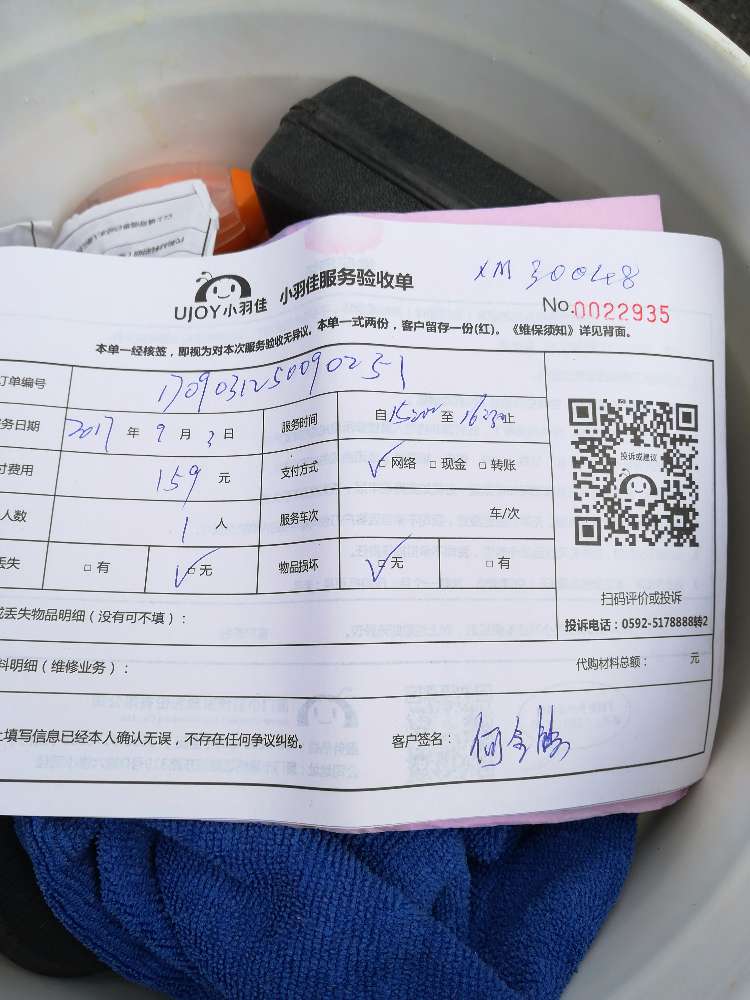 XM 30048
UJOY小羽佳 小羽佳服务验收单
No.0022935
本单一经核签，即视为对本次服务验收无异议。本单一式两份，客户留存一份(红)。《维保须知》详见背面。
订单编号 1709031250090251
务日期 2017 年 9 月 3 日 服务时间 自 至 止
付费用 159 元 支付方式 ✓□ 网络 □ 现金 □ 转账
人数 1 人 服务车次 车/次
丢失 □ 有 ✓□ 无 物品损坏 ✓□ 无 □ 有
投诉或建议
扫码评价或投诉
投诉电话：0592-5178888转2
或丢失物品明细（没有可不填）：
料明细（维修业务）： 代购材料总额： 元
上填写信息已经本人确认无误，不存在任何争议纠纷。 客户签名：